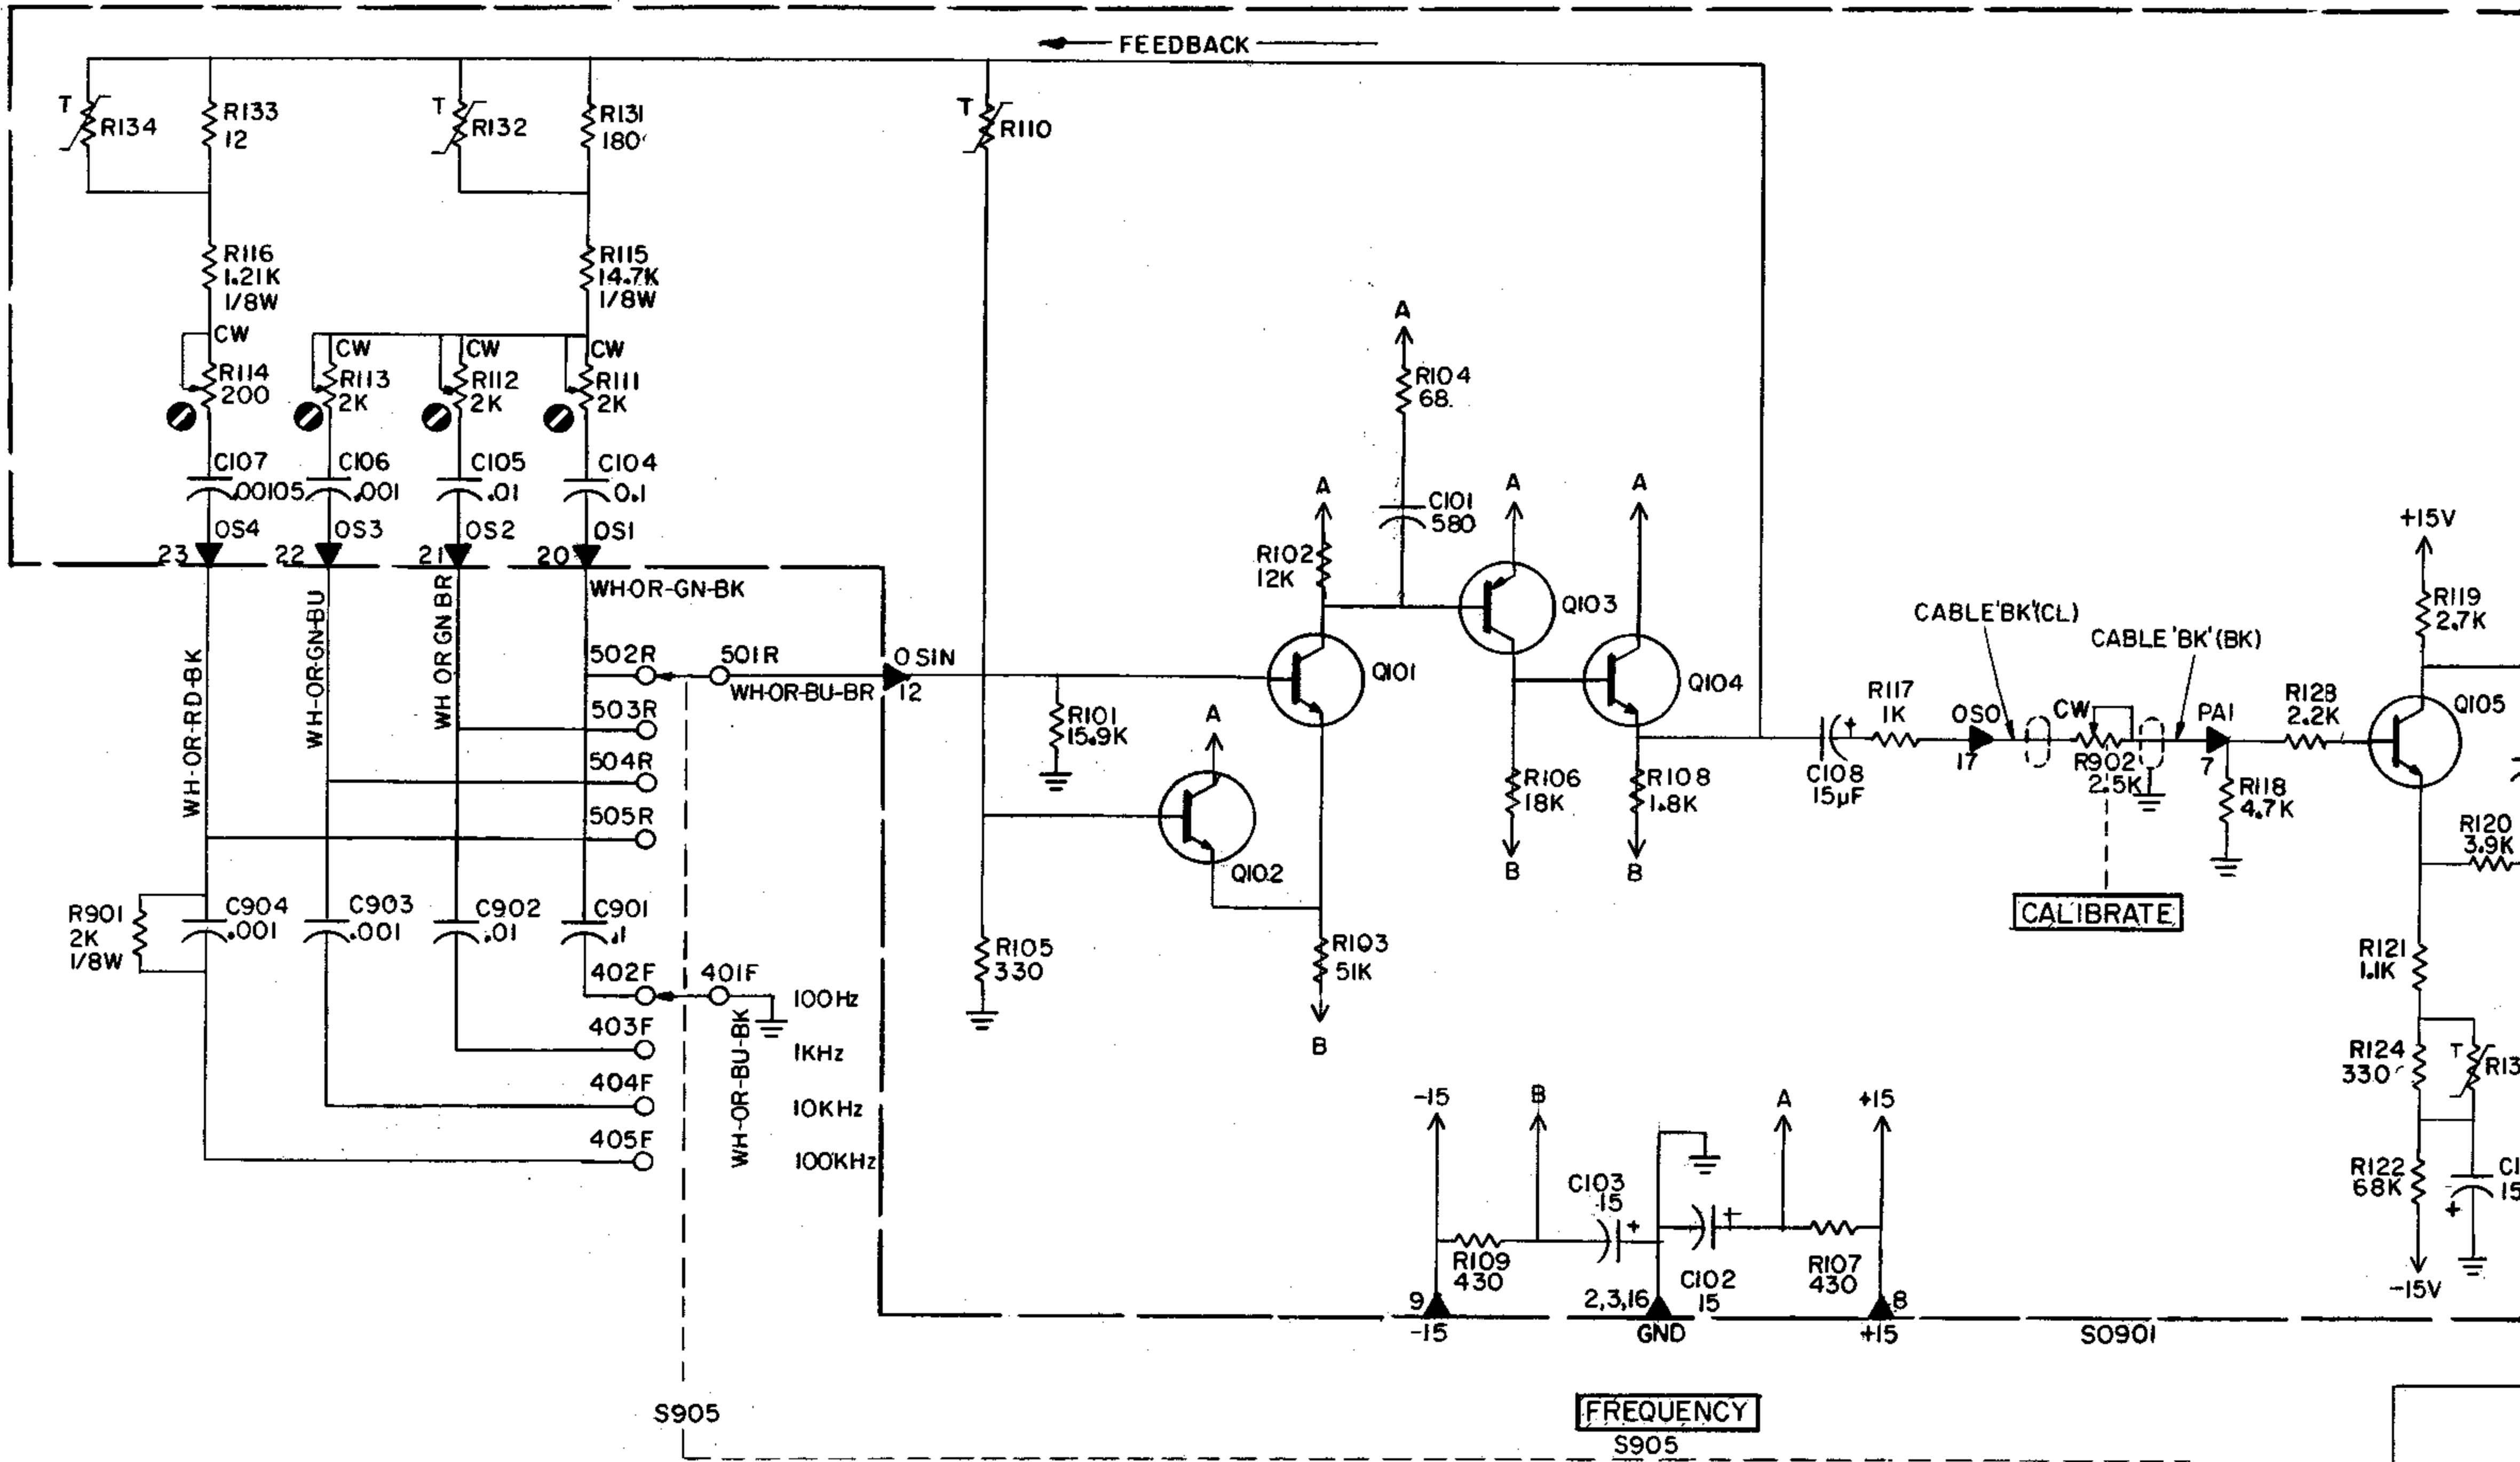 FEEDBACK
T
R134
R133
12
T
R132
R131
180
T
R110
R116
1.21K
1/8W
R115
14.7K
1/8W
CW
CW
CW
CW
R114
200
R113
2K
R112
2K
R111
2K
C107
.00105
C106
.001
C105
.01
C104
0.1
OS4
OS3
OS2
OS1
23
22
21
20
WH-OR-GN-BK
WH-OR-RD-BK
WH-OR-GN-BU
WH OR GN BR
502R
501R
WH-OR-BU-BR
OSIN
12
503R
504R
505R
R901
2K
1/8W
C904
.001
C903
.001
C902
.01
C901
.1
402F
401F
100Hz
403F
1KHz
404F
10KHz
405F
100KHz
WH-OR-BU-BK
S905
A
R104
68
C101
580
A
A
A
R102
12K
Q103
Q101
Q104
R101
15.9K
A
Q102
R106
18K
B
R108
1.8K
B
R105
330
R103
51K
B
C108
15µF
+
R117
1K
OSO
17
CABLE'BK'(CL)
CABLE'BK'(BK)
CW
R902
2.5K
PA1
7
R118
4.7K
R128
2.2K
CALIBRATE
+15V
R119
2.7K
Q105
R120
3.9K
R121
1.1K
R124
330
T
R13
R122
68K
C1
15
+
-15V
-15
B
A
+15
C103
15
+
+
R109
430
C102
15
R107
430
9
2,3,16
8
-15
GND
+15
SO901
FREQUENCY
S905